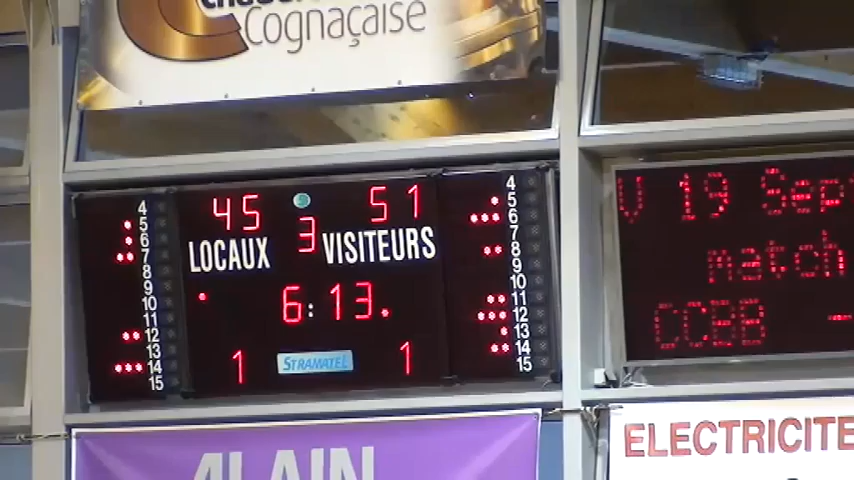 Cognaçaise
45 3 51
LOCAUX VISITEURS
6:13
1 STRAMATEL 1
4 5 6 7 8 9 10 11 12 13 14 15
4 5 6 7 8 9 10 11 12 13 14 15
V 19 Sep
match
CCBB -
ALAIN
ELECTRICITE